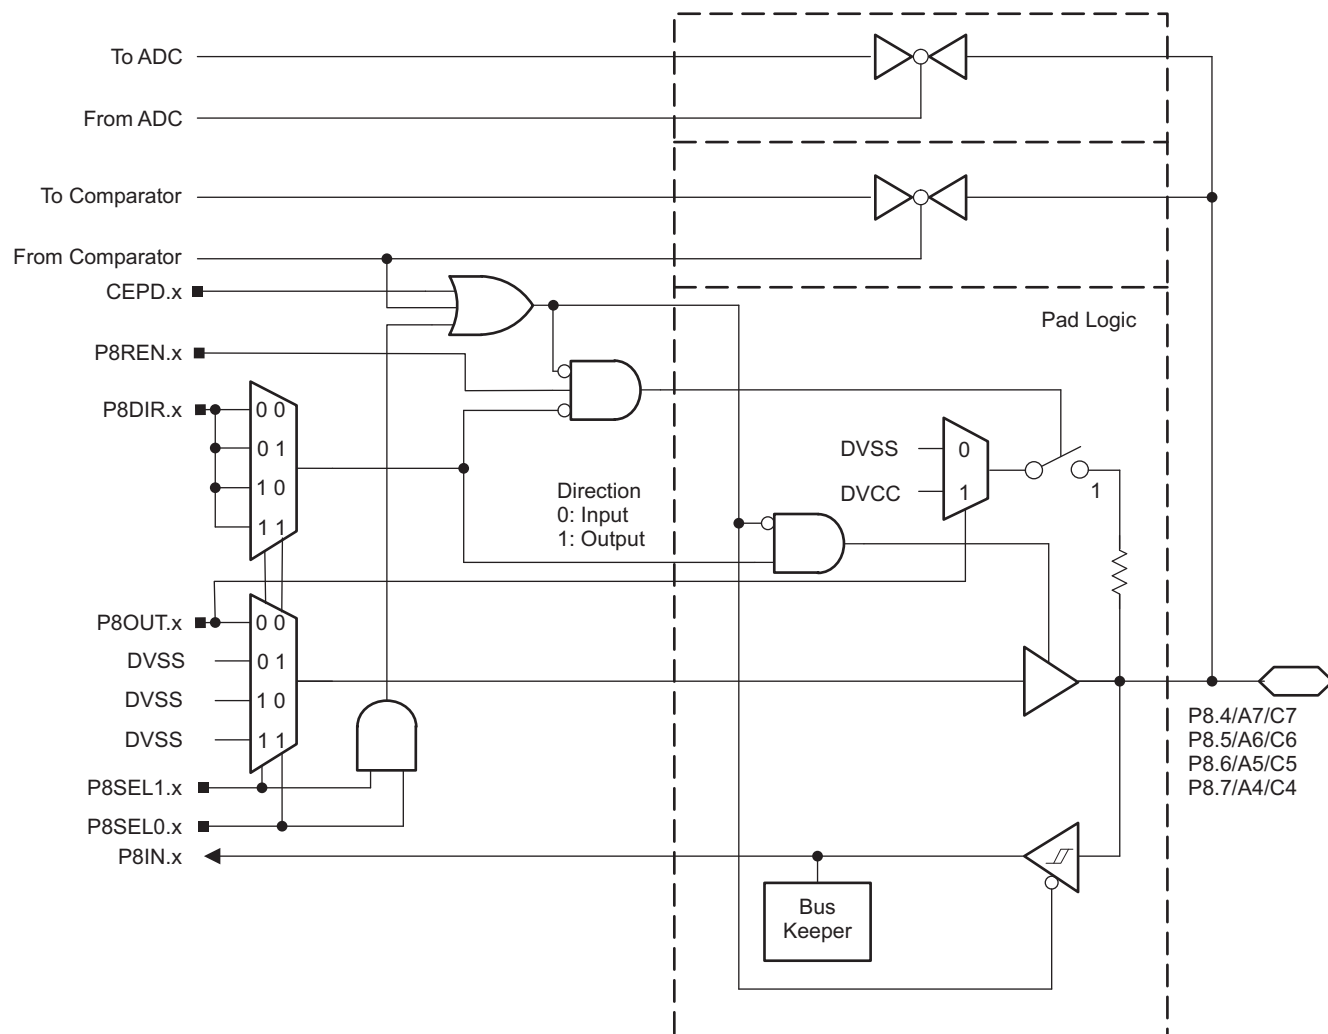 To ADC
From ADC
To Comparator
From Comparator
CEPD.x
Pad Logic
P8REN.x
P8DIR.x
0 0
0 1
1 0
1 1
DVSS
0
DVCC
1
1
Direction
0: Input
1: Output
P8OUT.x
0 0
DVSS
0 1
DVSS
1 0
DVSS
1 1
P8.4/A7/C7
P8.5/A6/C6
P8.6/A5/C5
P8.7/A4/C4
P8SEL1.x
P8SEL0.x
P8IN.x
Bus
Keeper